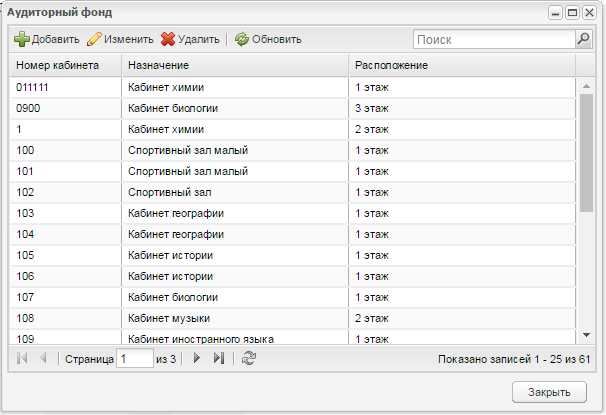 Аудиторный фонд
Добавить Изменить Удалить Обновить Поиск
Номер кабинета Назначение Расположение
011111 Кабинет химии 1 этаж
0900 Кабинет биологии 3 этаж
1 Кабинет химии 2 этаж
100 Спортивный зал малый 1 этаж
101 Спортивный зал малый 1 этаж
102 Спортивный зал 1 этаж
103 Кабинет географии 1 этаж
104 Кабинет географии 1 этаж
105 Кабинет истории 1 этаж
106 Кабинет истории 1 этаж
107 Кабинет биологии 1 этаж
108 Кабинет музыки 2 этаж
109 Кабинет иностранного языка 1 этаж
Страница 1 из 3 Показано записей 1 - 25 из 61
Закрыть